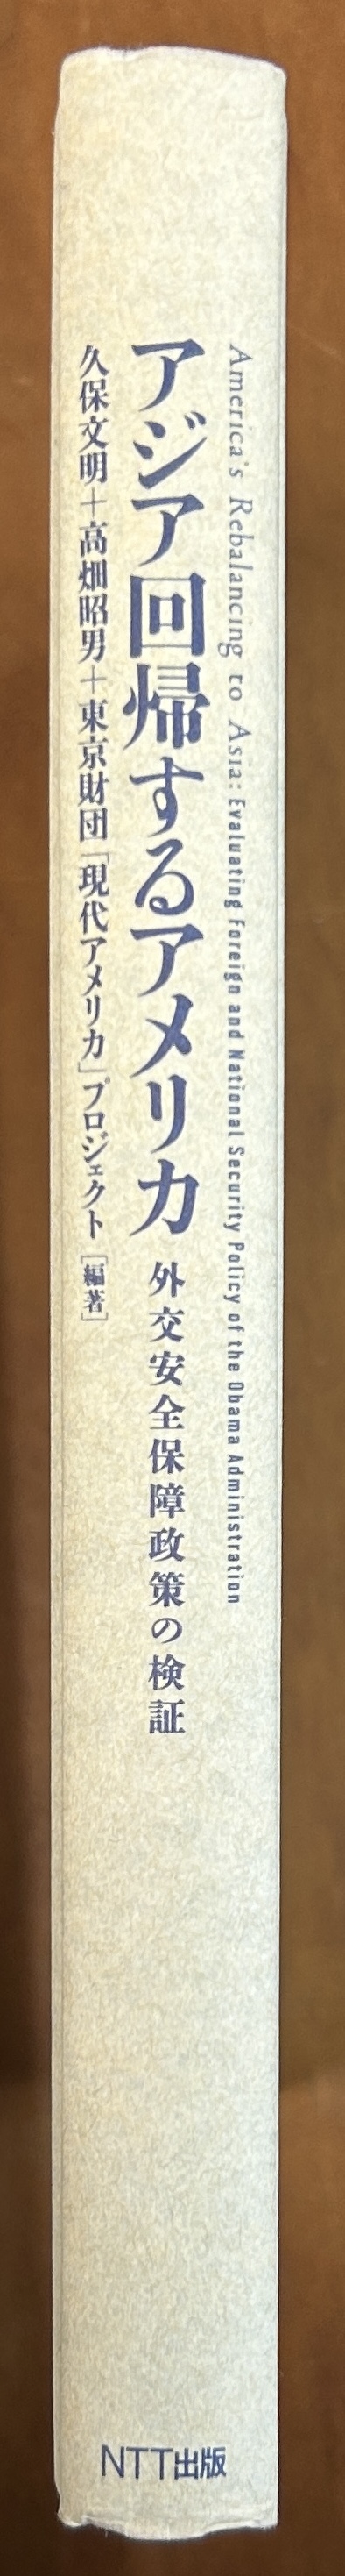 America's Rebalancing to Asia: Evaluating Foreign and National Security Policy of the Obama Administration
アジア回帰するアメリカ 外交安全保障政策の検証
久保文明+高畑昭男+東京財団「現代アメリカ」プロジェクト[編著]
NTT出版